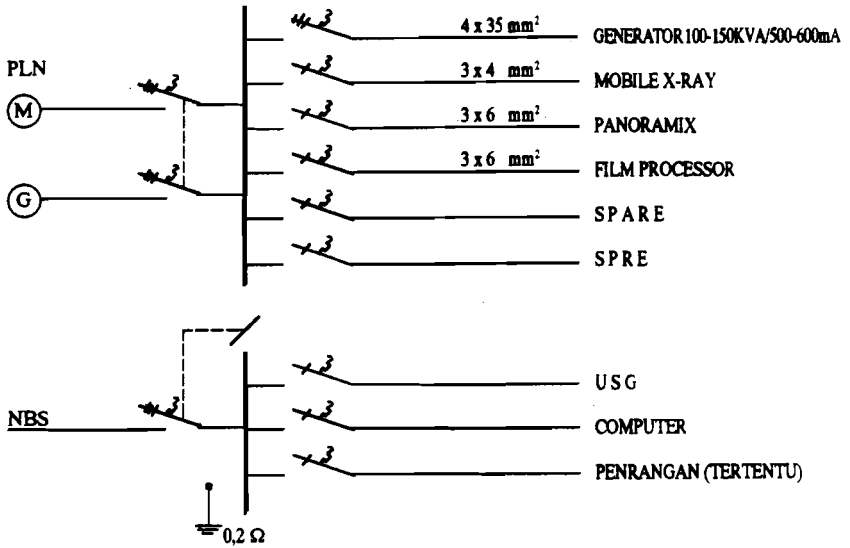 4 x 35 mm²
GENERATOR 100-150KVA/500-600mA
PLN
3 x 4 mm²
MOBILE X-RAY
M
3 x 6 mm²
PANORAMIX
3 x 6 mm²
FILM PROCESSOR
G
SPARE
SPRE
USG
NBS
COMPUTER
PENRANGAN (TERTENTU)
0,2 Ω